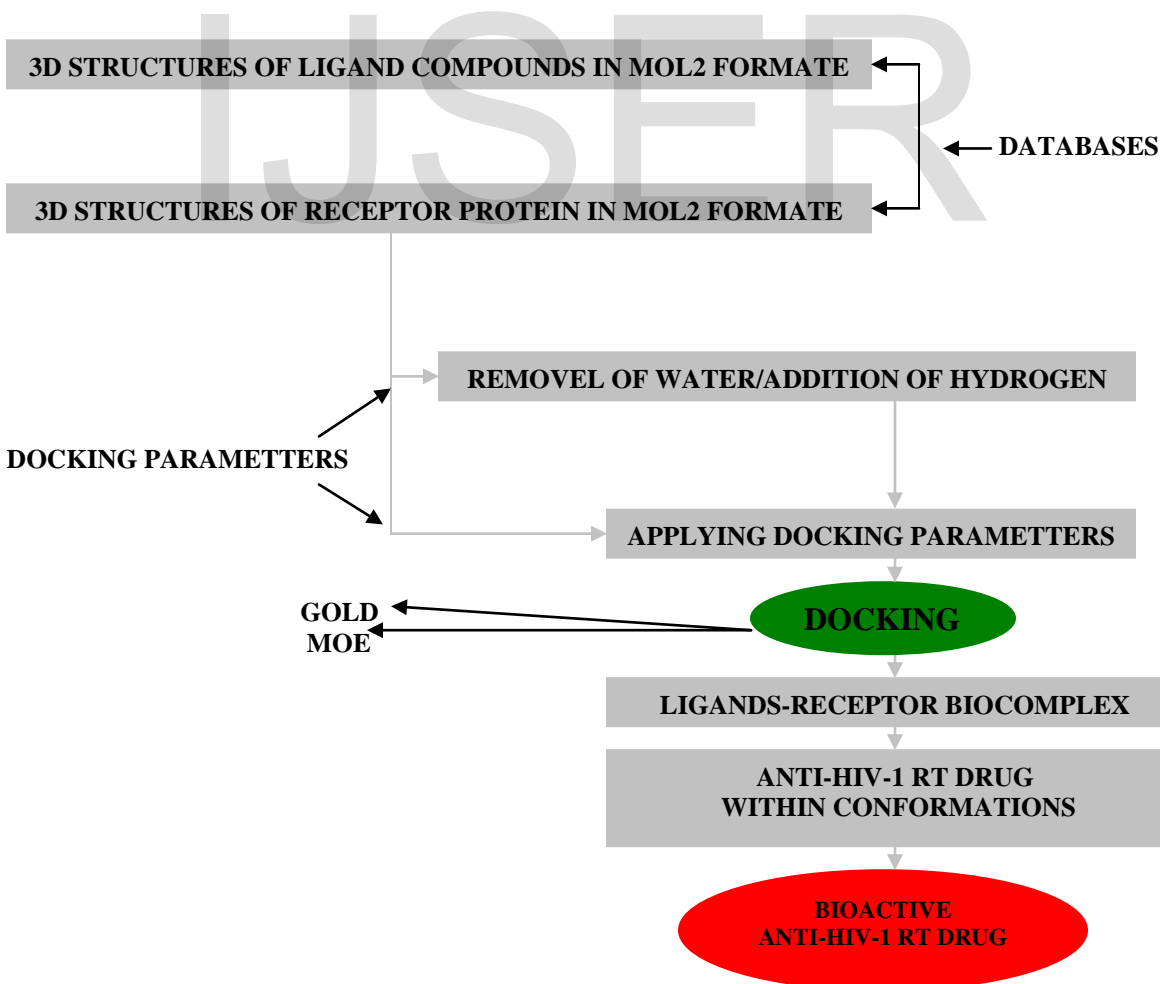 IJSER
3D STRUCTURES OF LIGAND COMPOUNDS IN MOL2 FORMATE
DATABASES
3D STRUCTURES OF RECEPTOR PROTEIN IN MOL2 FORMATE
REMOVEL OF WATER/ADDITION OF HYDROGEN
DOCKING PARAMETTERS
APPLYING DOCKING PARAMETTERS
DOCKING
GOLD
MOE
LIGANDS-RECEPTOR BIOCOMPLEX
ANTI-HIV-1 RT DRUG
WITHIN CONFORMATIONS
BIOACTIVE
ANTI-HIV-1 RT DRUG